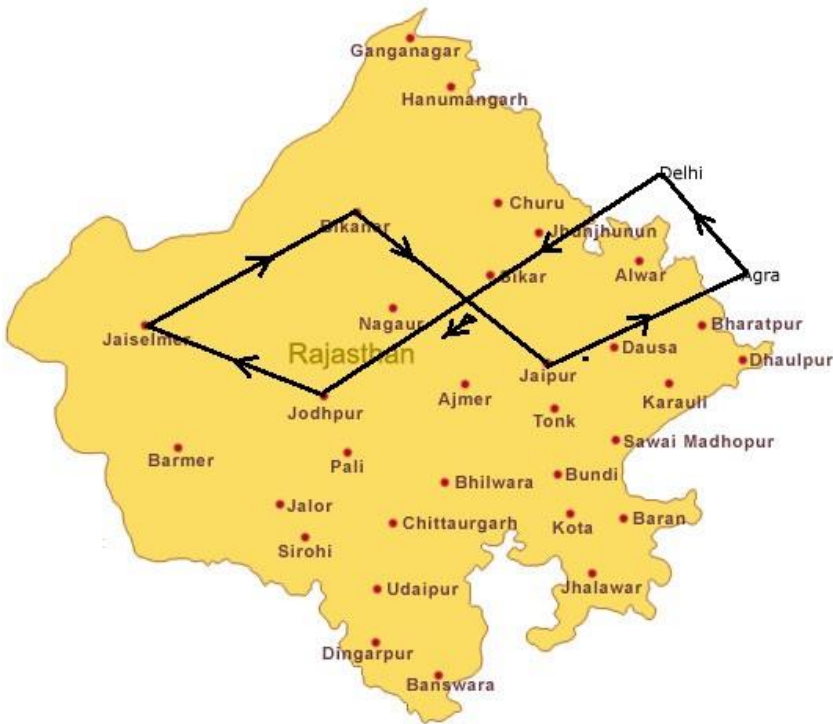 Ganganagar
Hanumangarh
Delhi
Churu
Bikaner
Jhunjhunun
Alwar
Sikar
Agra
Nagaur
Jaiselmer
Bharatpur
Rajasthan
Dausa
Dhaulpur
Jaipur
Jodhpur
Ajmer
Karauli
Tonk
Sawai Madhopur
Barmer
Pali
Bhilwara
Bundi
Jalor
Chittaurgarh
Kota
Baran
Sirohi
Udaipur
Jhalawar
Dingarpur
Banswara